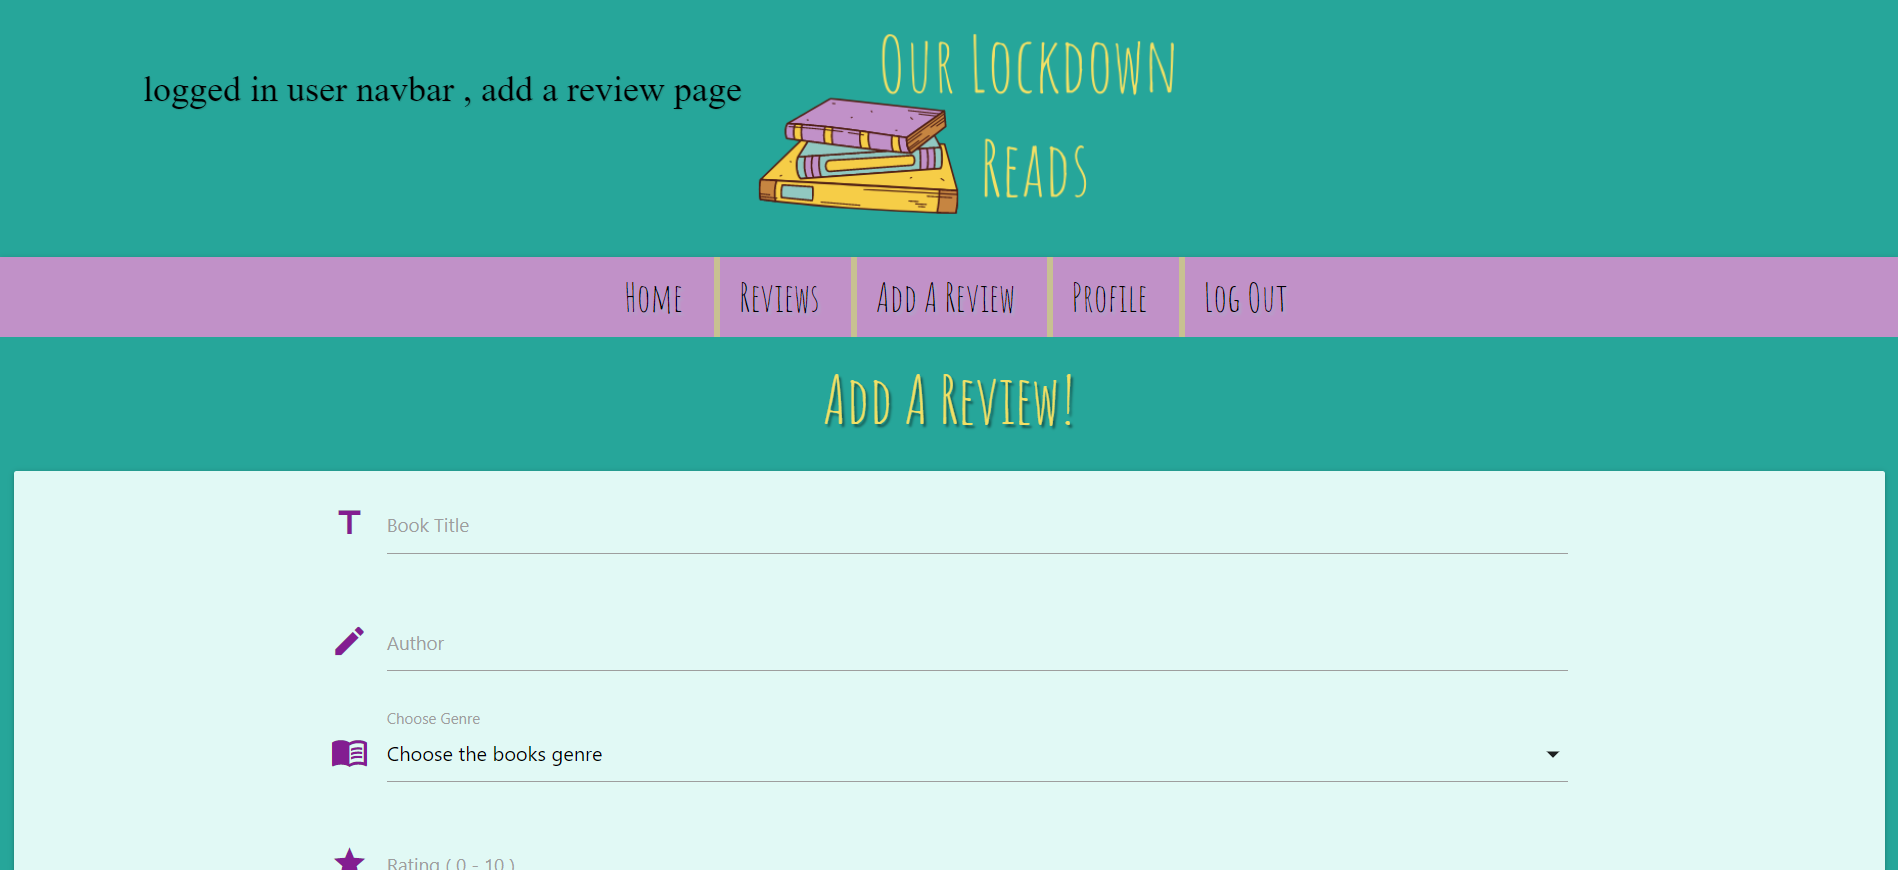 Our Lockdown
Reads
logged in user navbar , add a review page
Home Reviews Add A Review Profile Log Out
Add A Review!
Book Title
Author
Choose Genre
Choose the books genre
Rating ( 0 - 10 )